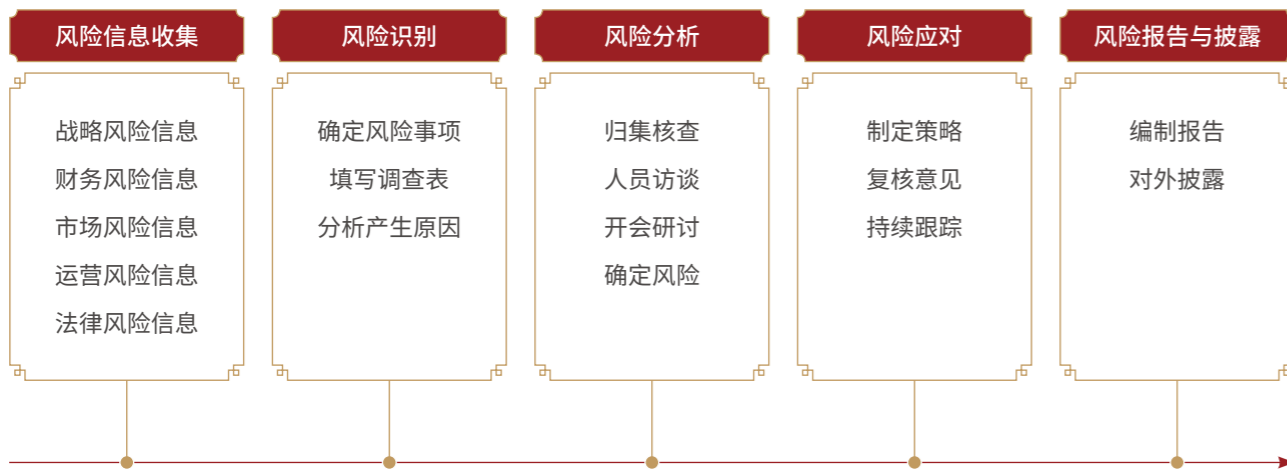 风险信息收集
战略风险信息
财务风险信息
市场风险信息
运营风险信息
法律风险信息
风险识别
确定风险事项
填写调查表
分析产生原因
风险分析
归集核查
人员访谈
开会研讨
确定风险
风险应对
制定策略
复核意见
持续跟踪
风险报告与披露
编制报告
对外披露